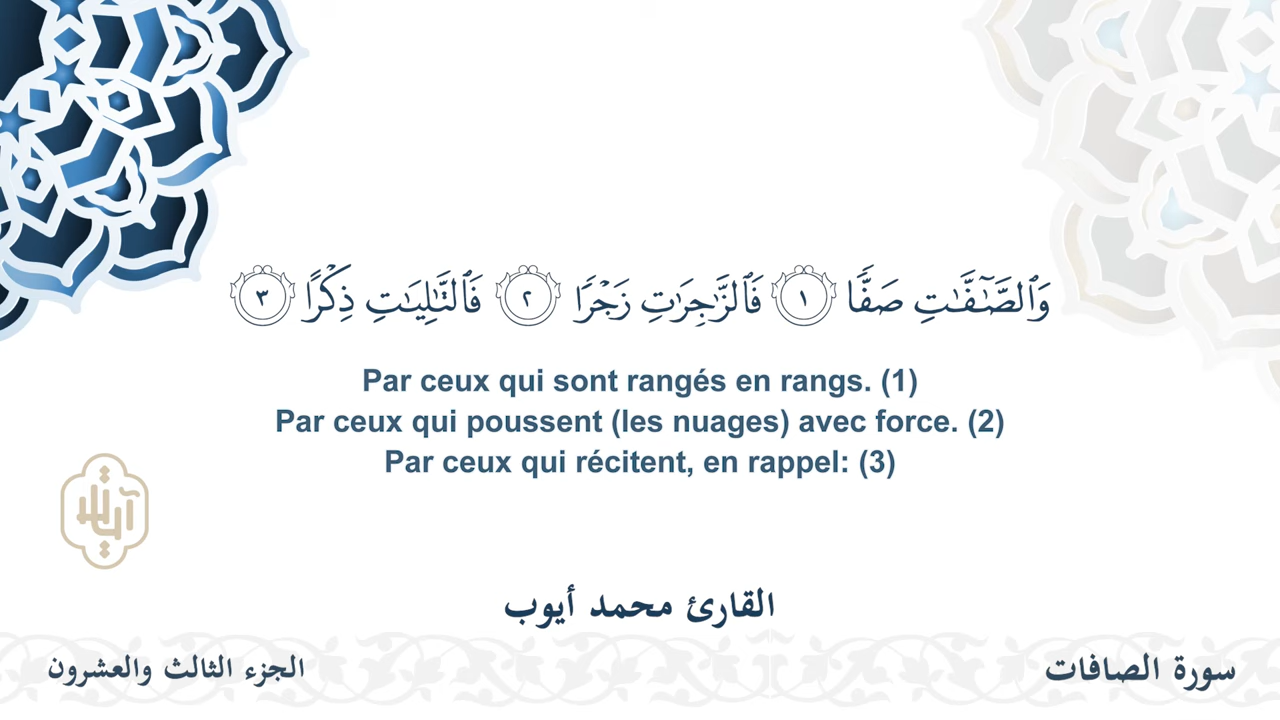 وَٱلصَّـٰٓفَّـٰتِ صَفًّا ١ فَٱلزَّٰجِرَٰتِ زَجْرًا ٢ فَٱلتَّـٰلِيَـٰتِ ذِكْرًا ٣
Par ceux qui sont rangés en rangs. (1)
Par ceux qui poussent (les nuages) avec force. (2)
Par ceux qui récitent, en rappel: (3)
القارئ محمد أيوب
سورة الصافات
الجزء الثالث والعشرون